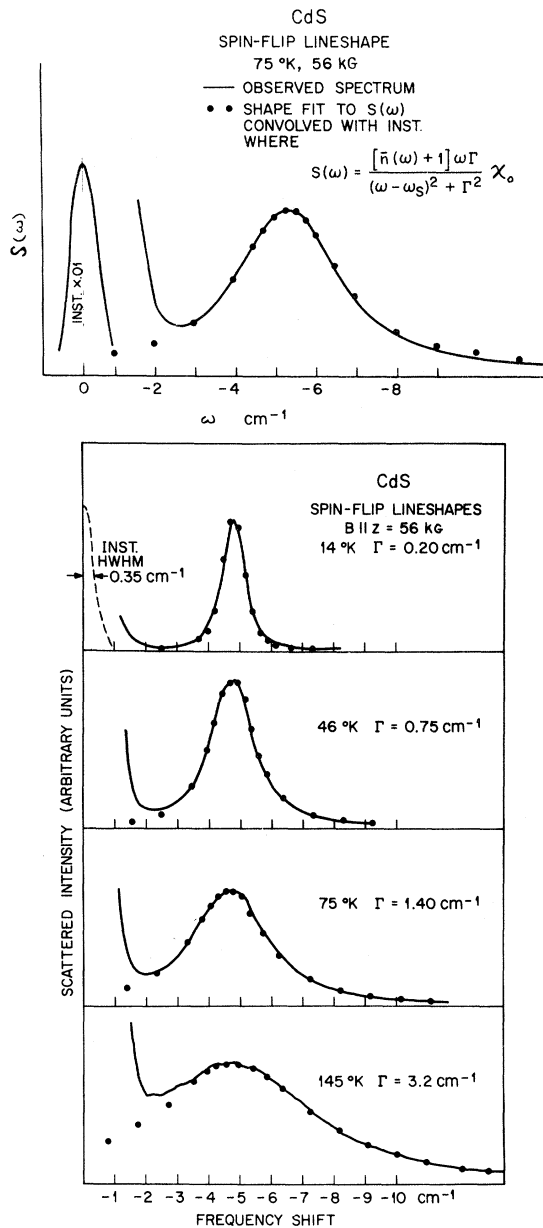 CdS
SPIN-FLIP LINESHAPE
75 °K, 56 kG
— OBSERVED SPECTRUM
• • SHAPE FIT TO S(ω)
CONVOLVED WITH INST.
WHERE
S(ω) = [n̄(ω) + 1] ωΓ / (ω - ω_S)² + Γ² χ₀
S(ω)
INST. x.01
0 -2 -4 -6 -8
ω cm⁻¹
CdS
SPIN-FLIP LINESHAPES
B II z = 56 kG
14 °K Γ = 0.20 cm⁻¹
INST.
HWHM
0.35 cm⁻¹
46 °K Γ = 0.75 cm⁻¹
75 °K Γ = 1.40 cm⁻¹
145 °K Γ = 3.2 cm⁻¹
SCATTERED INTENSITY (ARBITRARY UNITS)
-1 -2 -3 -4 -5 -6 -7 -8 -9 -10 cm⁻¹
FREQUENCY SHIFT